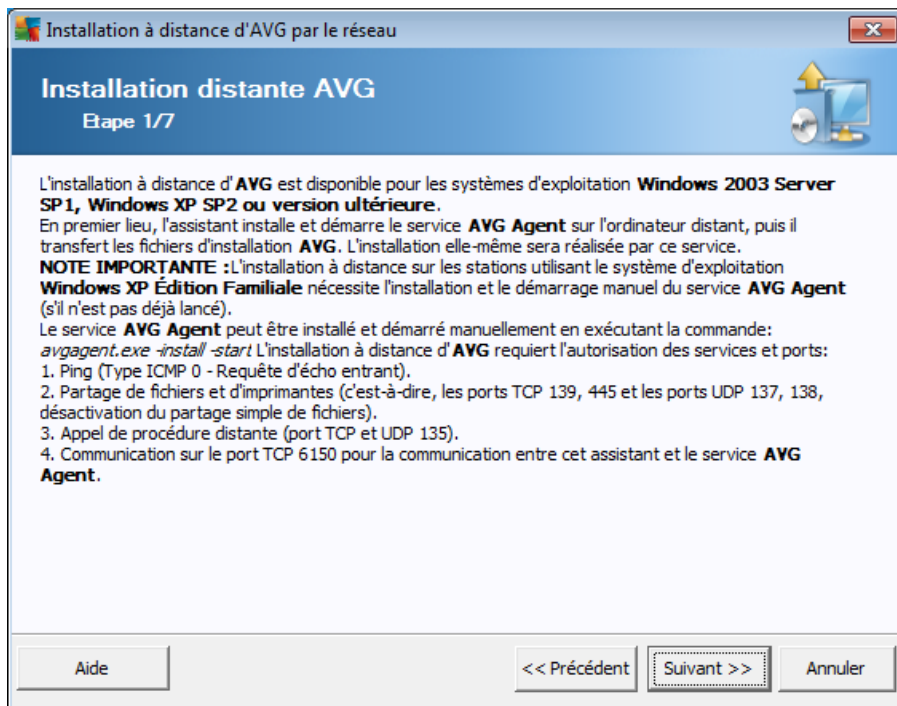 Installation à distance d'AVG par le réseau
Installation distante AVG
Etape 1/7
L'installation à distance d'AVG est disponible pour les systèmes d'exploitation Windows 2003 Server
SP1, Windows XP SP2 ou version ultérieure.
En premier lieu, l'assistant installe et démarre le service AVG Agent sur l'ordinateur distant, puis il
transfert les fichiers d'installation AVG. L'installation elle-même sera réalisée par ce service.
NOTE IMPORTANTE :L'installation à distance sur les stations utilisant le système d'exploitation
Windows XP Édition Familiale nécessite l'installation et le démarrage manuel du service AVG Agent
(s'il n'est pas déjà lancé).
Le service AVG Agent peut être installé et démarré manuellement en exécutant la commande:
avgagent.exe -install -start L'installation à distance d'AVG requiert l'autorisation des services et ports:
1. Ping (Type ICMP 0 - Requête d'écho entrant).
2. Partage de fichiers et d'imprimantes (c'est-à-dire, les ports TCP 139, 445 et les ports UDP 137, 138,
désactivation du partage simple de fichiers).
3. Appel de procédure distante (port TCP et UDP 135).
4. Communication sur le port TCP 6150 pour la communication entre cet assistant et le service AVG
Agent.
Aide
<< Précédent
Suivant >>
Annuler